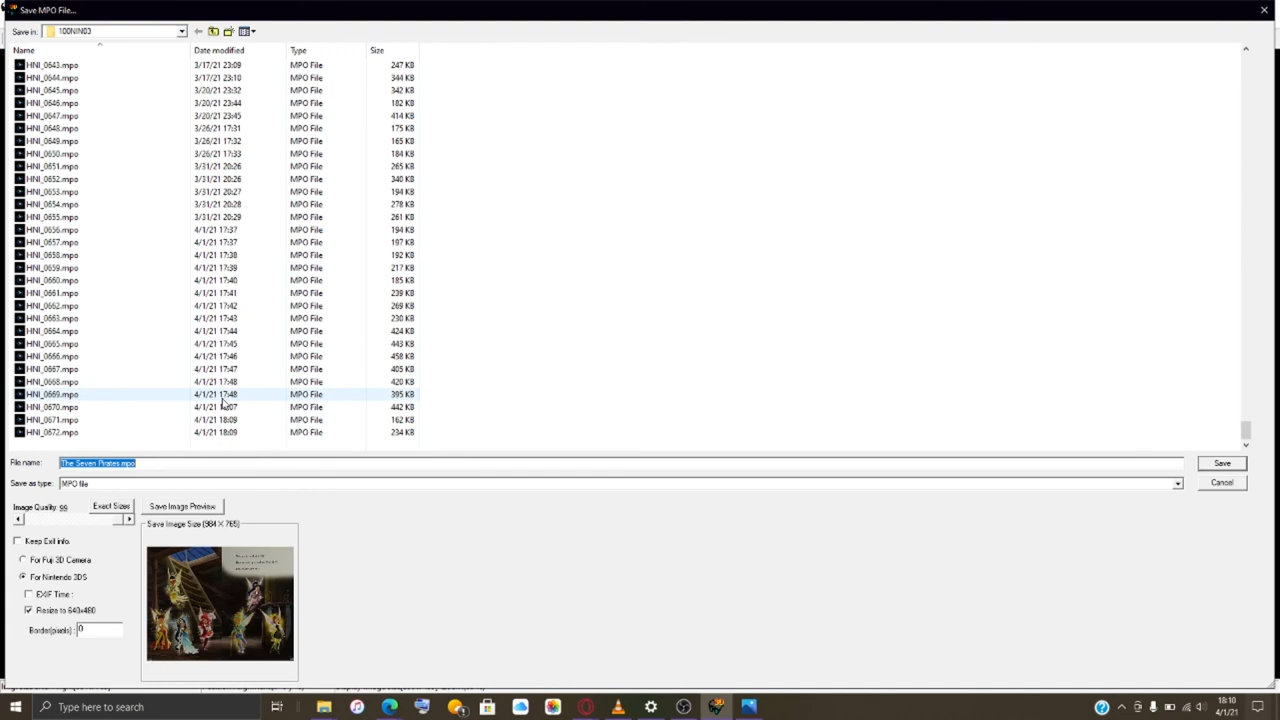 Save MPO File...
Save in: 100NIN03
Name Date modified Type Size
HNI_0643.mpo 3/17/21 23:09 MPO File 247 KB
HNI_0644.mpo 3/17/21 23:10 MPO File 344 KB
HNI_0645.mpo 3/20/21 23:32 MPO File 342 KB
HNI_0646.mpo 3/20/21 23:44 MPO File 182 KB
HNI_0647.mpo 3/20/21 23:45 MPO File 414 KB
HNI_0648.mpo 3/26/21 17:31 MPO File 175 KB
HNI_0649.mpo 3/26/21 17:32 MPO File 165 KB
HNI_0650.mpo 3/26/21 17:33 MPO File 184 KB
HNI_0651.mpo 3/31/21 20:26 MPO File 265 KB
HNI_0652.mpo 3/31/21 20:26 MPO File 340 KB
HNI_0653.mpo 3/31/21 20:27 MPO File 194 KB
HNI_0654.mpo 3/31/21 20:28 MPO File 278 KB
HNI_0655.mpo 3/31/21 20:29 MPO File 261 KB
HNI_0656.mpo 4/1/21 17:37 MPO File 194 KB
HNI_0657.mpo 4/1/21 17:37 MPO File 197 KB
HNI_0658.mpo 4/1/21 17:38 MPO File 192 KB
HNI_0659.mpo 4/1/21 17:39 MPO File 217 KB
HNI_0660.mpo 4/1/21 17:40 MPO File 185 KB
HNI_0661.mpo 4/1/21 17:41 MPO File 239 KB
HNI_0662.mpo 4/1/21 17:42 MPO File 269 KB
HNI_0663.mpo 4/1/21 17:43 MPO File 230 KB
HNI_0664.mpo 4/1/21 17:44 MPO File 424 KB
HNI_0665.mpo 4/1/21 17:45 MPO File 443 KB
HNI_0666.mpo 4/1/21 17:46 MPO File 458 KB
HNI_0667.mpo 4/1/21 17:47 MPO File 405 KB
HNI_0668.mpo 4/1/21 17:48 MPO File 420 KB
HNI_0669.mpo 4/1/21 17:48 MPO File 395 KB
HNI_0670.mpo 4/1/21 MPO File 442 KB
HNI_0671.mpo 4/1/21 18:09 MPO File 162 KB
HNI_0672.mpo 4/1/21 18:09 MPO File 234 KB
File name: The Seven Pirates.mpo Save
Save as type: MPO file Cancel
Image Quality: 99 Exact Sizes Save Image Preview
Save Image Size (984×765)
Keep Exif info.
For Fuji 3D Camera
For Nintendo 3DS
EXIF Time :
Resize to 640x480
Border(pixels) : 0
Type here to search
18:10
4/1/21